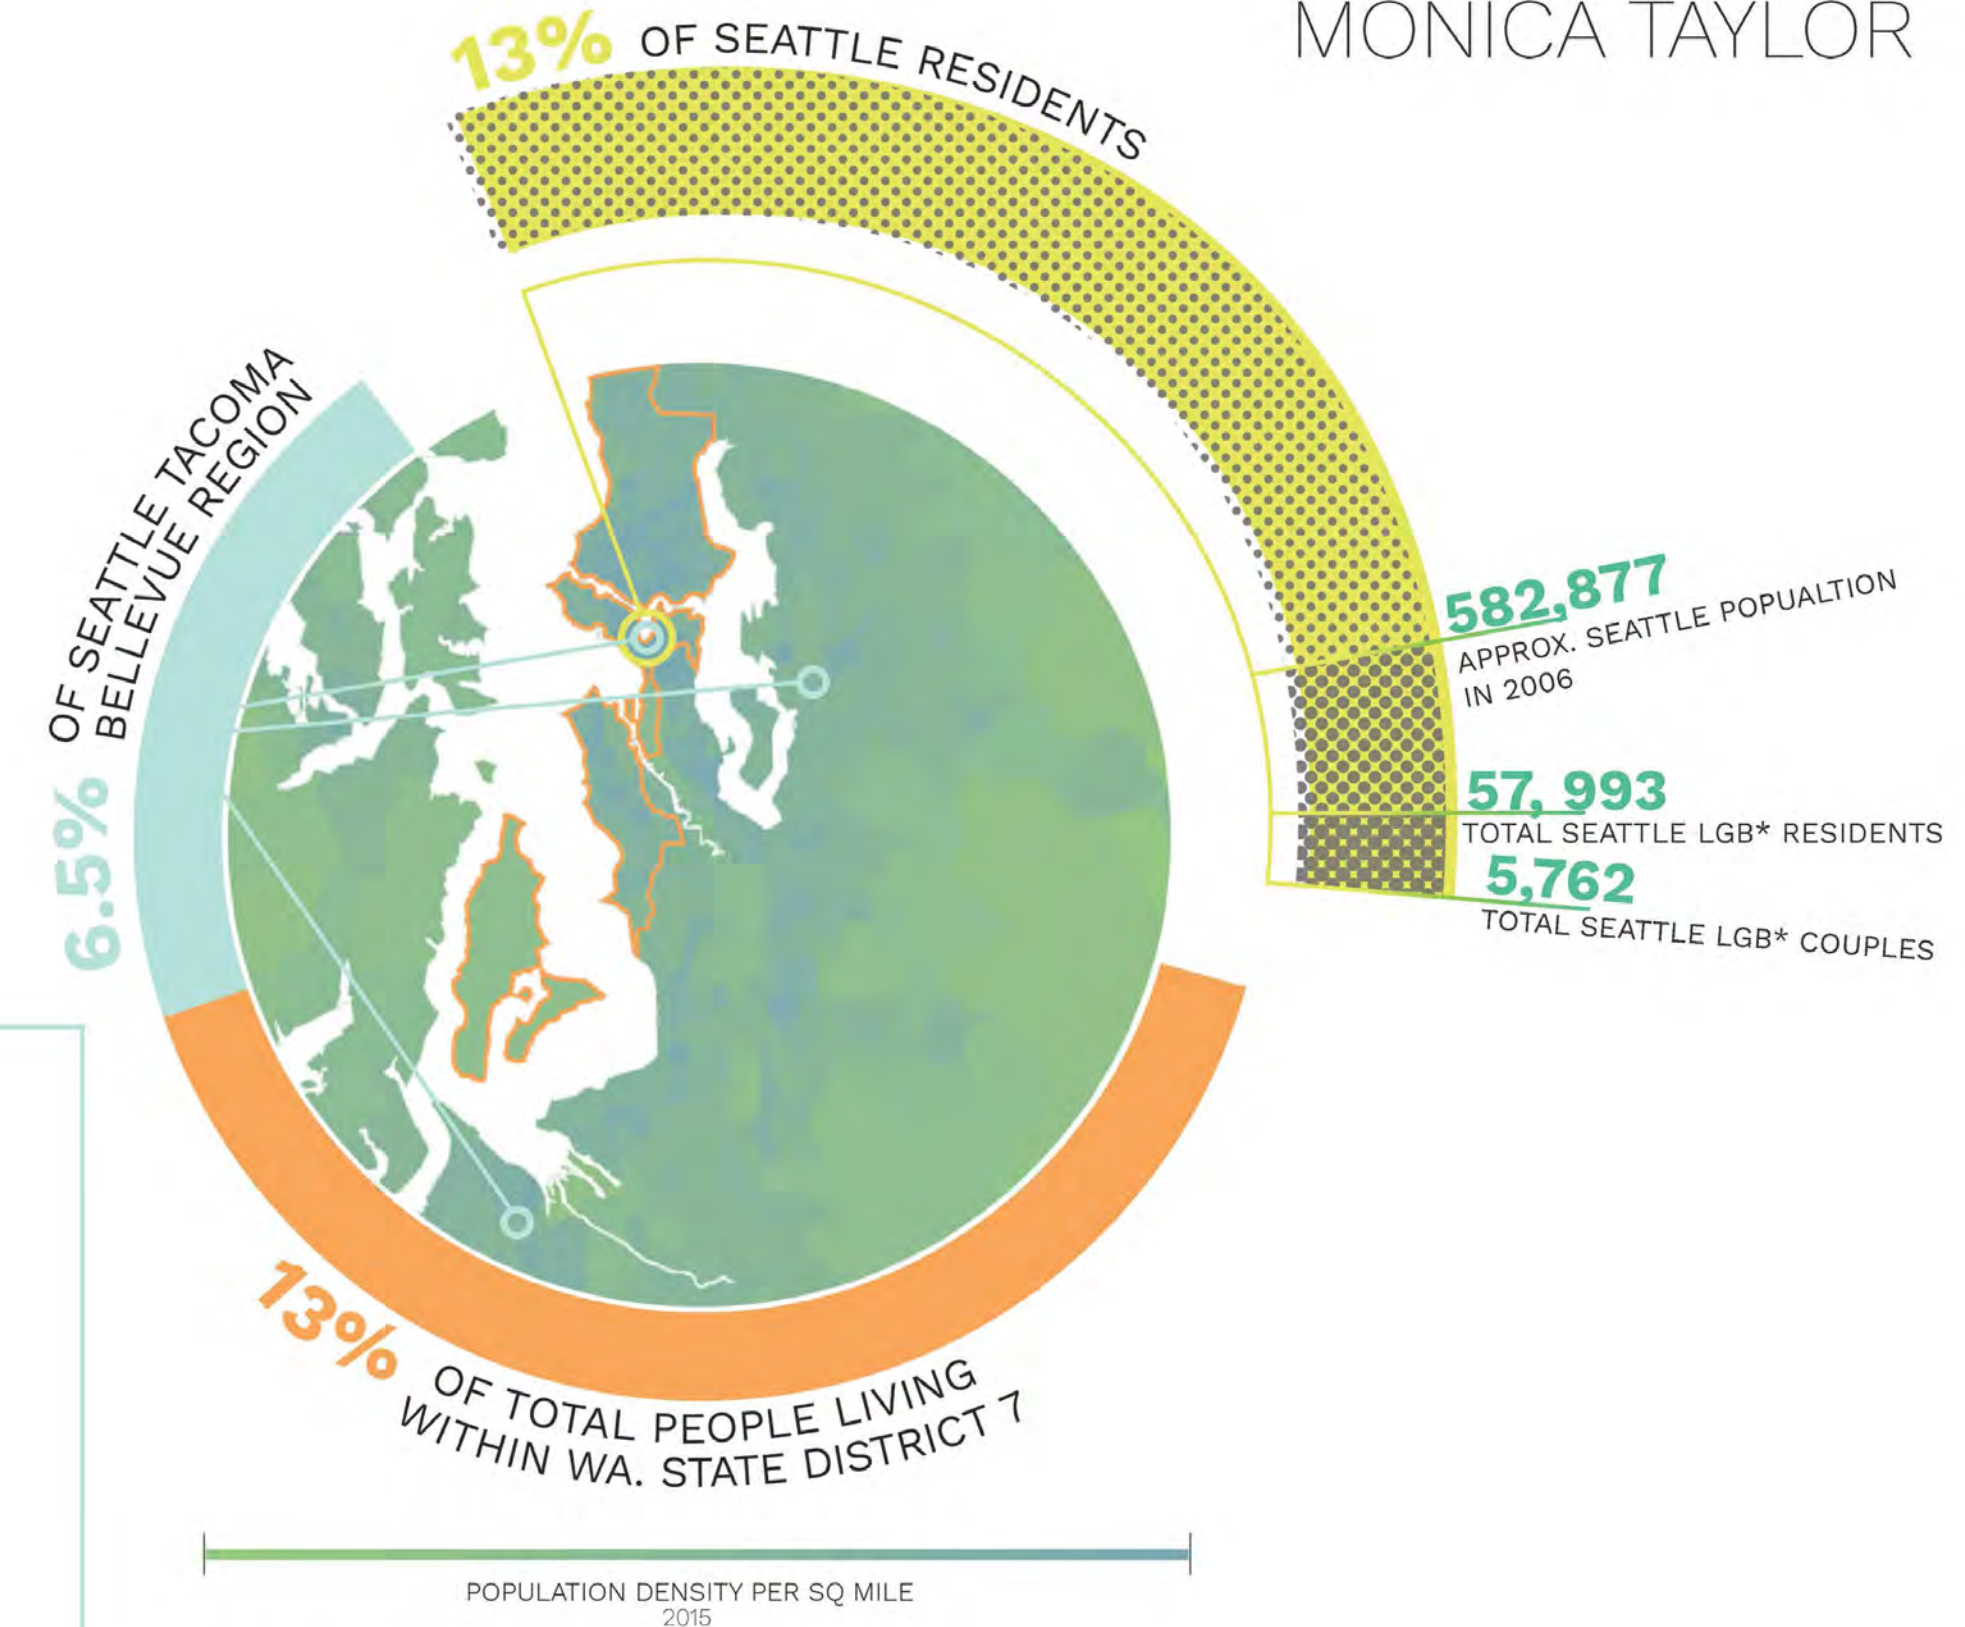 MONICA TAYLOR
13% OF SEATTLE RESIDENTS
6.5% OF SEATTLE TACOMA
BELLEVUE REGION
582,877
APPROX. SEATTLE POPUALTION
IN 2006
57, 993
TOTAL SEATTLE LGB* RESIDENTS
5,762
TOTAL SEATTLE LGB* COUPLES
13% OF TOTAL PEOPLE LIVING
WITHIN WA. STATE DISTRICT 7
POPULATION DENSITY PER SQ MILE
2015